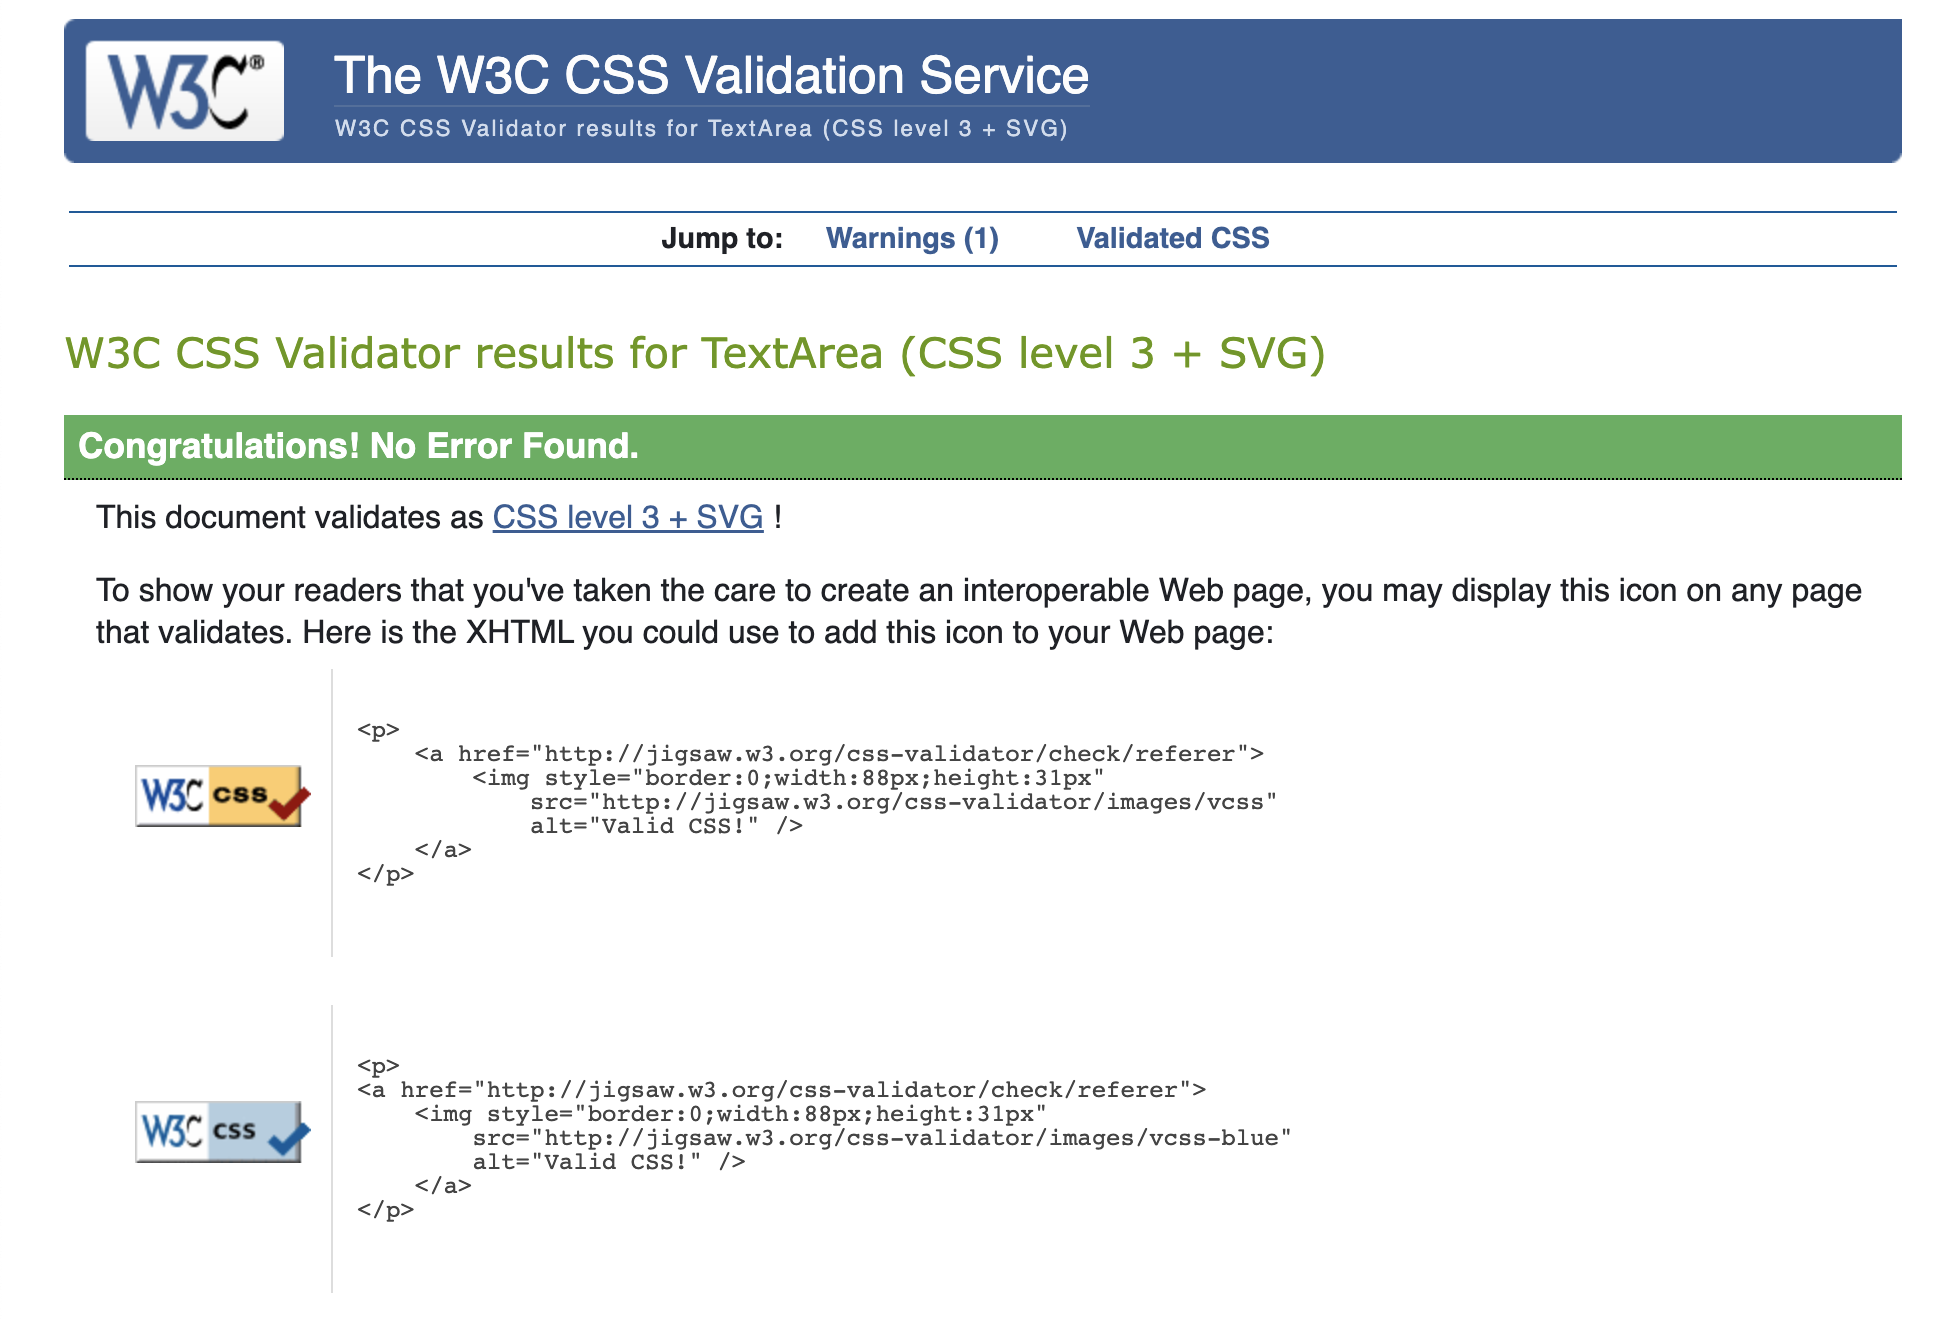 W3C®
The W3C CSS Validation Service
W3C CSS Validator results for TextArea (CSS level 3 + SVG)
Jump to: Warnings (1) Validated CSS
W3C CSS Validator results for TextArea (CSS level 3 + SVG)
Congratulations! No Error Found.
This document validates as CSS level 3 + SVG !
To show your readers that you've taken the care to create an interoperable Web page, you may display this icon on any page
that validates. Here is the XHTML you could use to add this icon to your Web page:
W3C css
<p>
    <a href="http://jigsaw.w3.org/css-validator/check/referer">
        <img style="border:0;width:88px;height:31px"
            src="http://jigsaw.w3.org/css-validator/images/vcss"
            alt="Valid CSS!" />
    </a>
</p>
W3C css
<p>
<a href="http://jigsaw.w3.org/css-validator/check/referer">
    <img style="border:0;width:88px;height:31px"
        src="http://jigsaw.w3.org/css-validator/images/vcss-blue"
        alt="Valid CSS!" />
    </a>
</p>